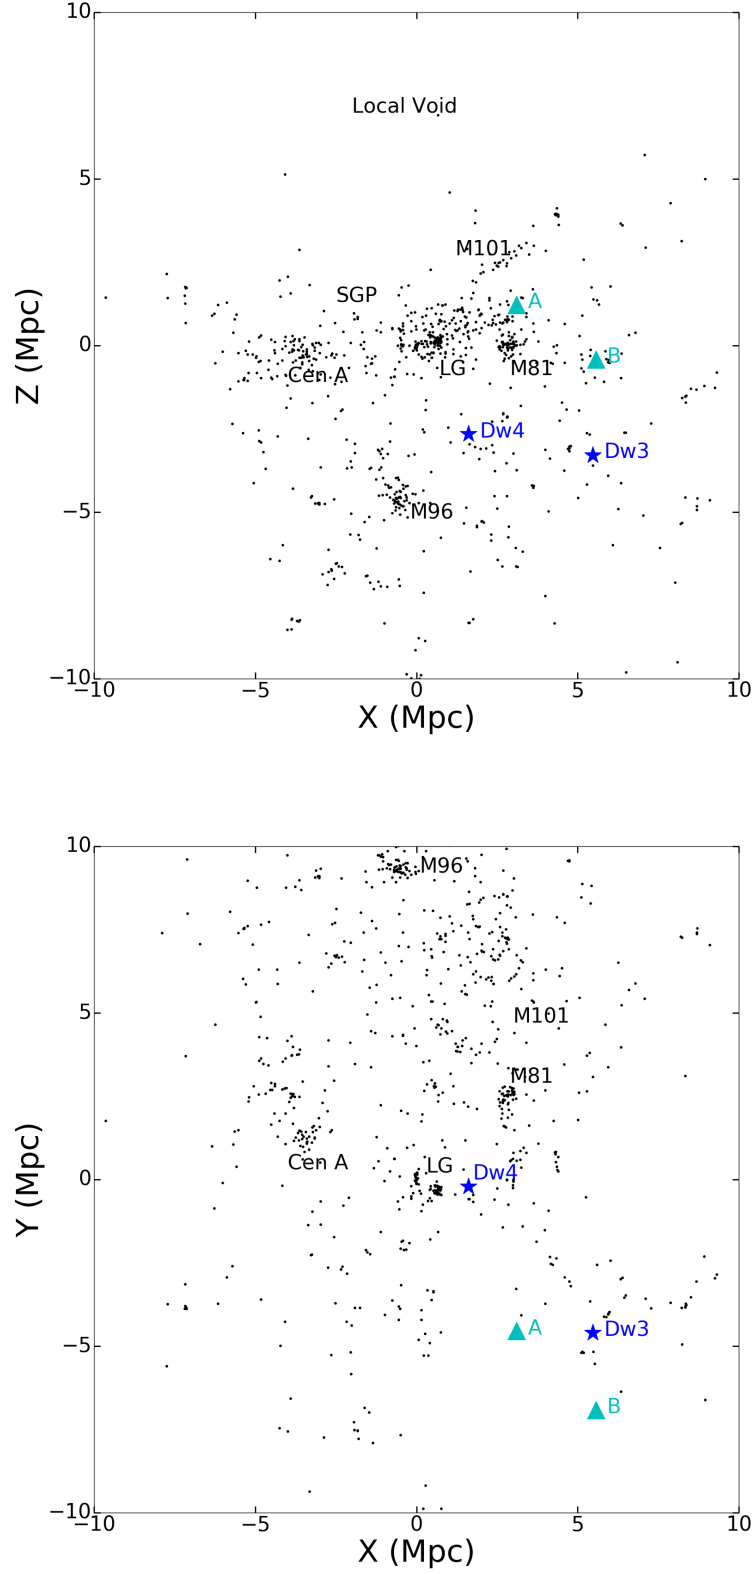 10
Local Void
5
M101
SGP
A
Z (Mpc)
0
B
Cen A
LG
M81
Dw4
Dw3
−5
M96
−10
−10
−5
0
5
10
X (Mpc)
10
M96
5
M101
M81
Y (Mpc)
0
Cen A
LG
Dw4
−5
A
Dw3
B
−10
−10
−5
0
5
10
X (Mpc)